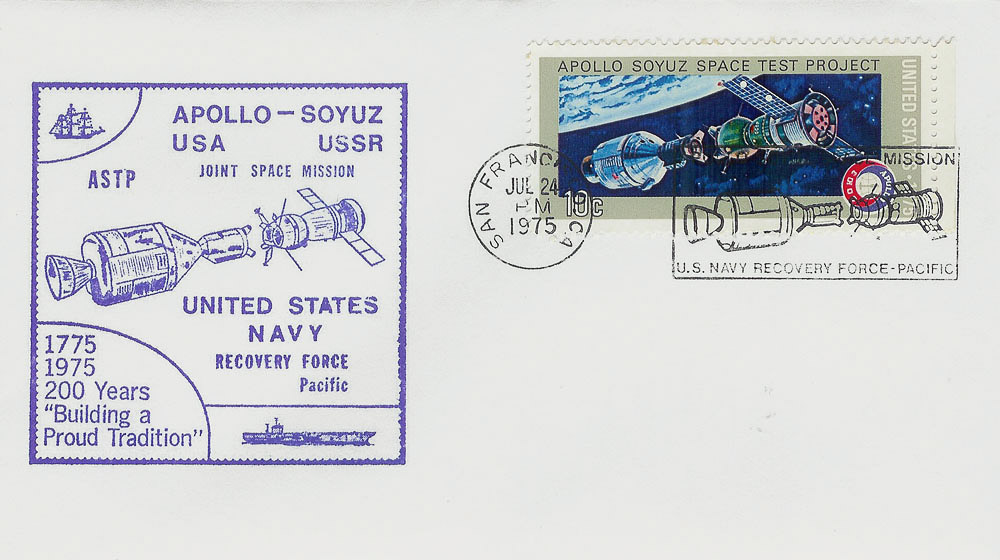 APOLLO-SOYUZ
USA USSR
JOINT SPACE MISSION
ASTP
UNITED STATES
NAVY
RECOVERY FORCE
Pacific
1775
1975
200 Years
"Building a
Proud Tradition"
APOLLO SOYUZ SPACE TEST PROJECT
UNITED STA
1975
10c
SAN FRANC CA
JUL 24
PM
1975
MISSION
U.S. NAVY RECOVERY FORCE-PACIFIC